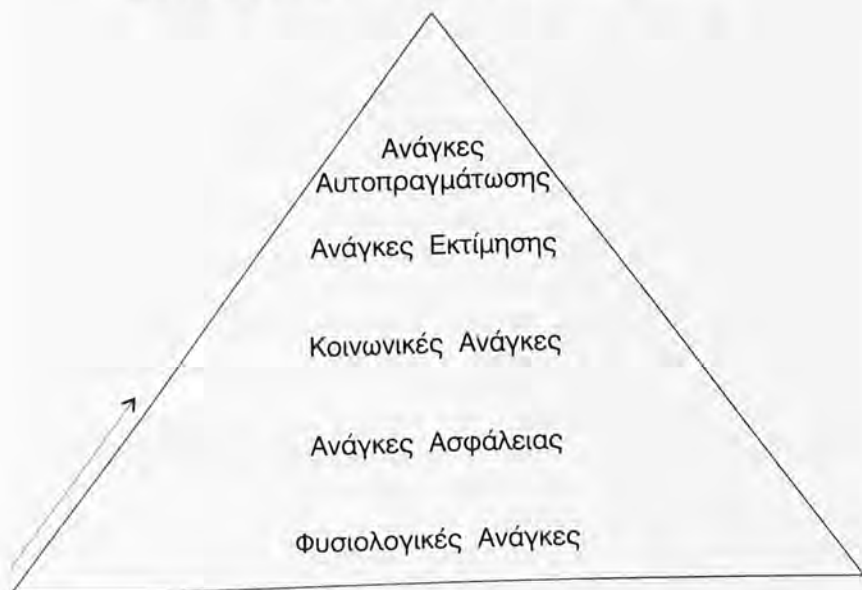 Ανάγκες
Αυτοπραγμάτωσης
Ανάγκες Εκτίμησης
Κοινωνικές Ανάγκες
Ανάγκες Ασφάλειας
Φυσιολογικές Ανάγκες